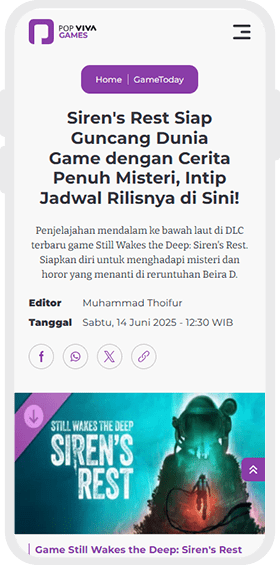 POP VIVA
GAMES
Home | GameToday
Siren's Rest Siap
Guncang Dunia
Game dengan Cerita
Penuh Misteri, Intip
Jadwal Rilisnya di Sini!
Penjelajahan mendalam ke bawah laut di DLC
terbaru game Still Wakes the Deep: Siren's Rest.
Siapkan diri untuk menghadapi misteri dan
horor yang menanti di reruntuhan Beira D.
Editor Muhammad Thoifur
Tanggal Sabtu, 14 Juni 2025 - 12:30 WIB
STILL WAKES THE DEEP
SIREN'S
REST
Game Still Wakes the Deep: Siren's Rest